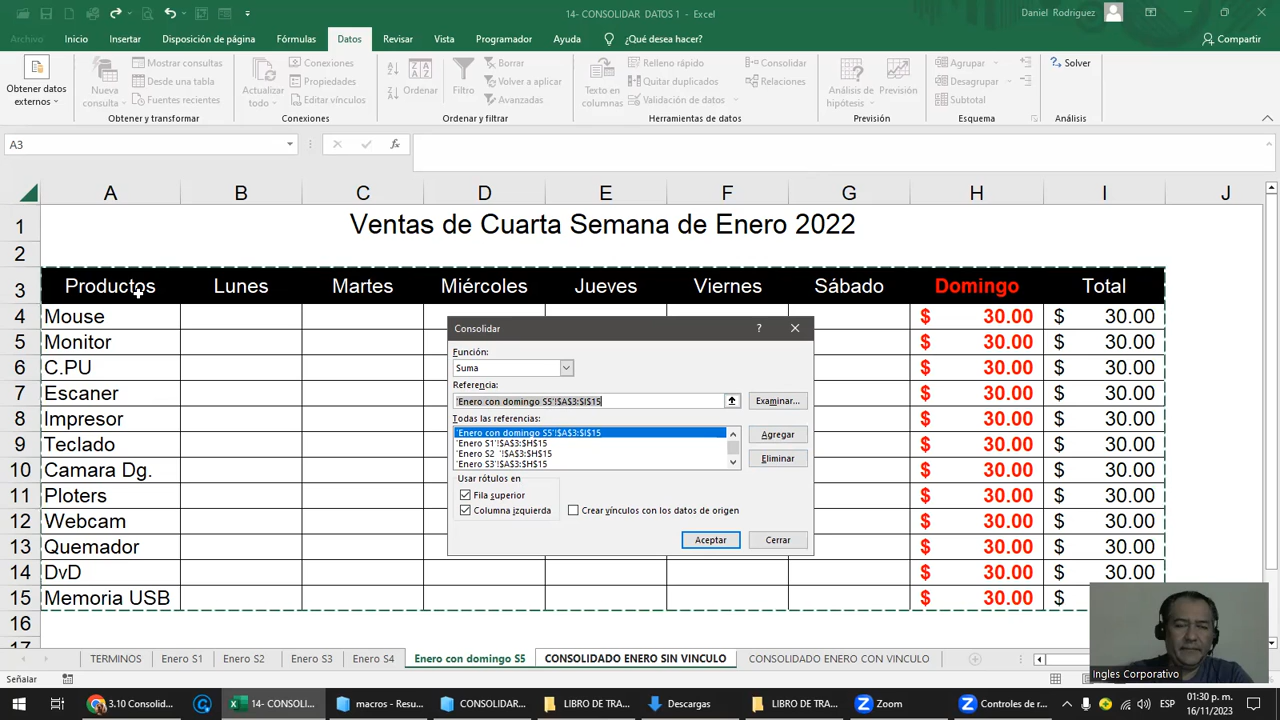 14- CONSOLIDAR DATOS 1 - Excel
Daniel Rodriguez
Archivo Inicio Insertar Disposición de página Fórmulas Datos Revisar Vista Programador Ayuda ¿Qué desea hacer? Compartir
Obtener datos externos
Nueva consulta
Mostrar consultas
Desde una tabla
Fuentes recientes
Obtener y transformar
Actualizar todo
Conexiones
Propiedades
Editar vínculos
Conexiones
Ordenar
Filtro
Borrar
Volver a aplicar
Avanzadas
Ordenar y filtrar
Texto en columnas
Relleno rápido
Quitar duplicados
Validación de datos
Consolidar
Relaciones
Herramientas de datos
Análisis de hipótesis
Previsión
Previsión
Agrupar
Desagrupar
Subtotal
Esquema
Solver
Análisis
A3
fx
A B C D E F G H I J
1 Ventas de Cuarta Semana de Enero 2022
2
3 Productos Lunes Martes Miércoles Jueves Viernes Sábado Domingo Total
4 Mouse $ 30.00 $ 30.00
5 Monitor $ 30.00 $ 30.00
6 C.PU $ 30.00 $ 30.00
7 Escaner $ 30.00 $ 30.00
8 Impresor $ 30.00 $ 30.00
9 Teclado $ 30.00 $ 30.00
10 Camara Dg. $ 30.00 $ 30.00
11 Ploters $ 30.00 $ 30.00
12 Webcam $ 30.00 $ 30.00
13 Quemador $ 30.00 $ 30.00
14 DvD $ 30.00 $ 30.00
15 Memoria USB $ 30.00 $
16
17
Consolidar ?
Función:
Suma
Referencia:
'Enero con domingo S5'!$A$3:$I$15
Examinar...
Todas las referencias:
'Enero con domingo S5'!$A$3:$I$15
'Enero S1'!$A$3:$H$15
'Enero S2 '!$A$3:$H$15
'Enero S3'!$A$3:$H$15
Agregar
Eliminar
Usar rótulos en
Fila superior
Columna izquierda
Crear vínculos con los datos de origen
Aceptar
Cerrar
TERMINOS Enero S1 Enero S2 Enero S3 Enero S4 Enero con domingo S5 CONSOLIDADO ENERO SIN VINCULO CONSOLIDADO ENERO CON VINCULO
Señalar
Ingles Corporativo
3.10 Consolid...
14- CONSOLI...
macros - Resu...
CONSOLIDAR...
LIBRO DE TRA...
Descargas
LIBRO DE TRA...
Zoom
Controles de r...
ESP
01:30 p. m.
16/11/2023